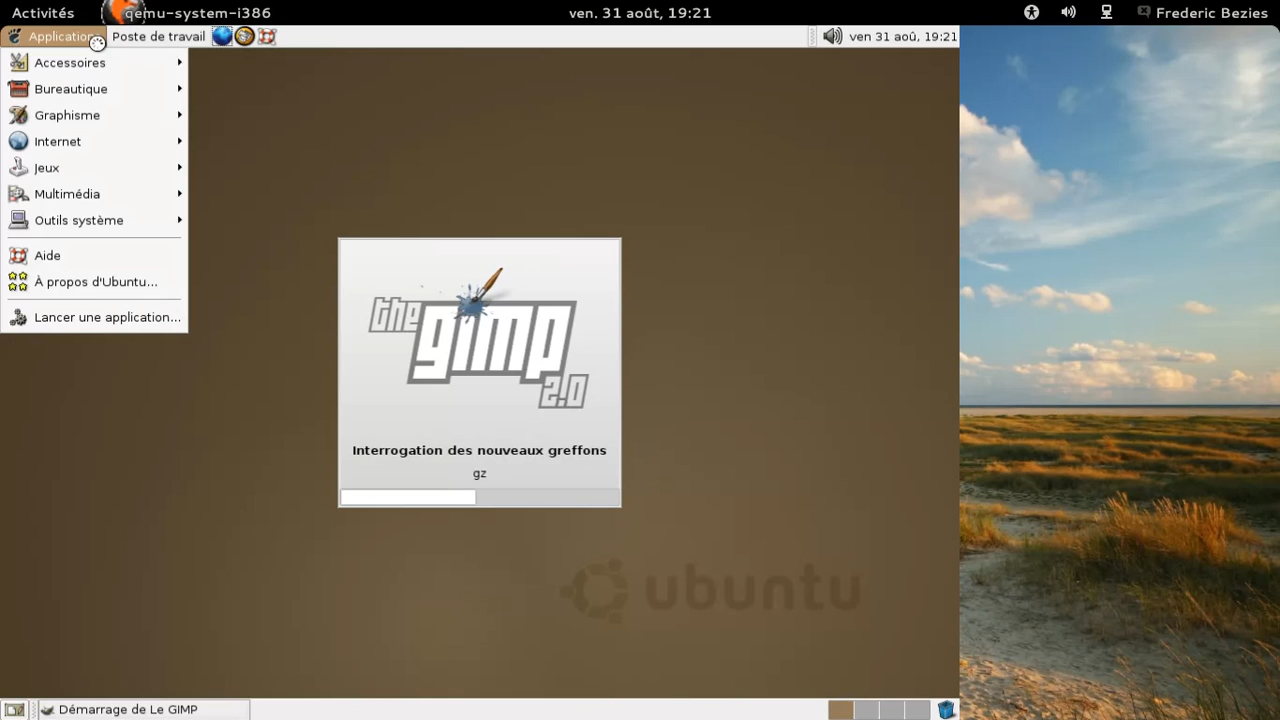 Activités
qemu-system-i386
ven. 31 août, 19:21
Frederic Bezies
Application
Poste de travail
ven 31 aoû, 19:21
Accessoires
Bureautique
Graphisme
Internet
Jeux
Multimédia
Outils système
Aide
À propos d'Ubuntu...
Lancer une application...
the
gimp
2.0
Interrogation des nouveaux greffons
gz
ubuntu
Démarrage de Le GIMP